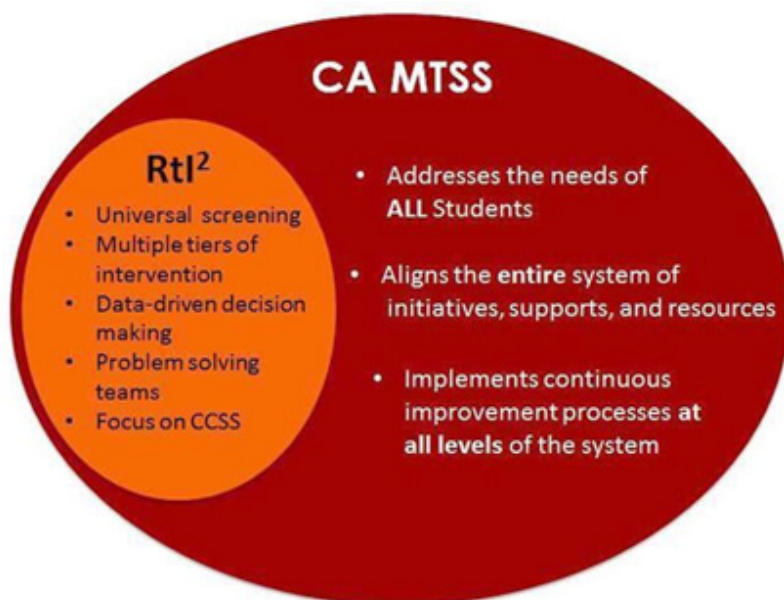 CA MTSS
RtI²
• Universal screening
• Multiple tiers of
intervention
• Data-driven decision
making
• Problem solving
teams
• Focus on CCSS
• Addresses the needs of
ALL Students
• Aligns the entire system of
initiatives, supports, and resources
• Implements continuous
improvement processes at
all levels of the system